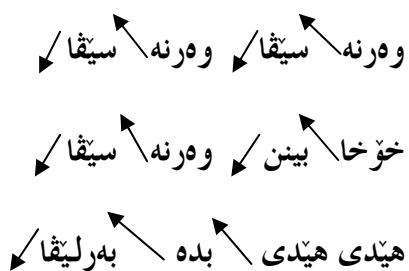 وەرنە سێڤا وەرنە سێڤا
خۆخا بینن وەرنە سێڤا
هێدی هێدی بدە بەرلێڤا